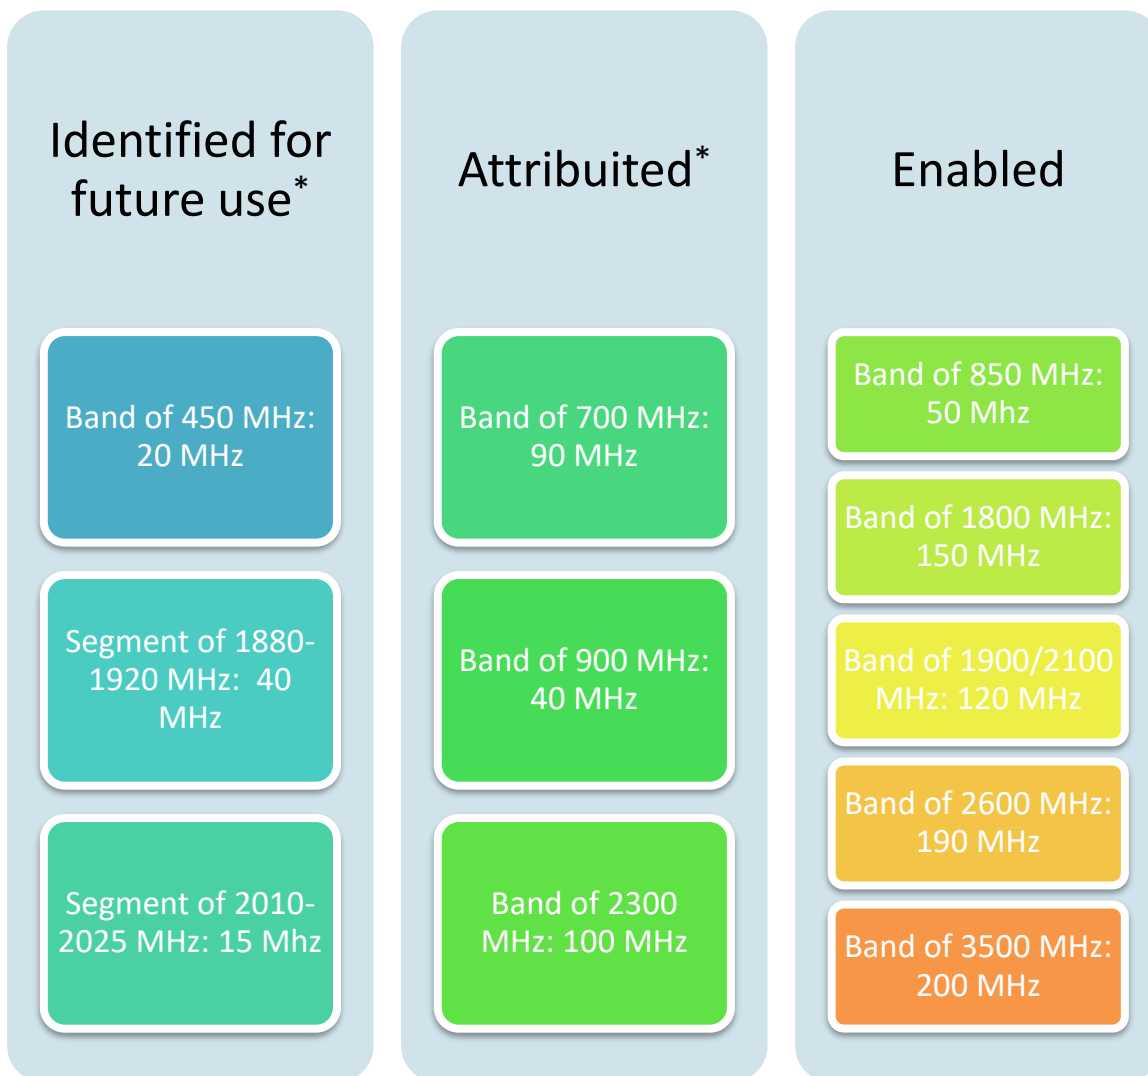 Identified for
future use*
Band of 450 MHz:
20 MHz
Segment of 1880-
1920 MHz:  40
MHz
Segment of 2010-
2025 MHz: 15 Mhz
Attribuited*
Band of 700 MHz:
90 MHz
Band of 900 MHz:
40 MHz
Band of 2300
MHz: 100 MHz
Enabled
Band of 850 MHz:
50 Mhz
Band of 1800 MHz:
150 MHz
Band of 1900/2100
MHz: 120 MHz
Band of 2600 MHz:
190 MHz
Band of 3500 MHz:
200 MHz